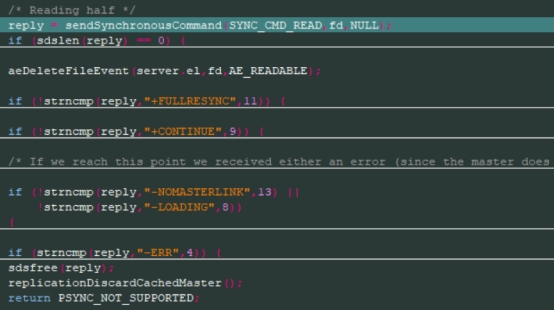 /* Reading half */
reply = sendSynchronousCommand(SYNC_CMD_READ,fd,NULL);
if (sdslen(reply) == 0) {
aeDeleteFileEvent(server.el,fd,AE_READABLE);
if (!strncmp(reply,"+FULLRESYNC",11)) {
if (!strncmp(reply,"+CONTINUE",9)) {
/* If we reach this point we received either an error (since the master does
if (!strncmp(reply,"-NOMASTERLINK",13) ||
!strncmp(reply,"-LOADING",8))
{
if (strncmp(reply,"-ERR",4)) {
sdsfree(reply);
replicationDiscardCachedMaster();
return PSYNC_NOT_SUPPORTED;